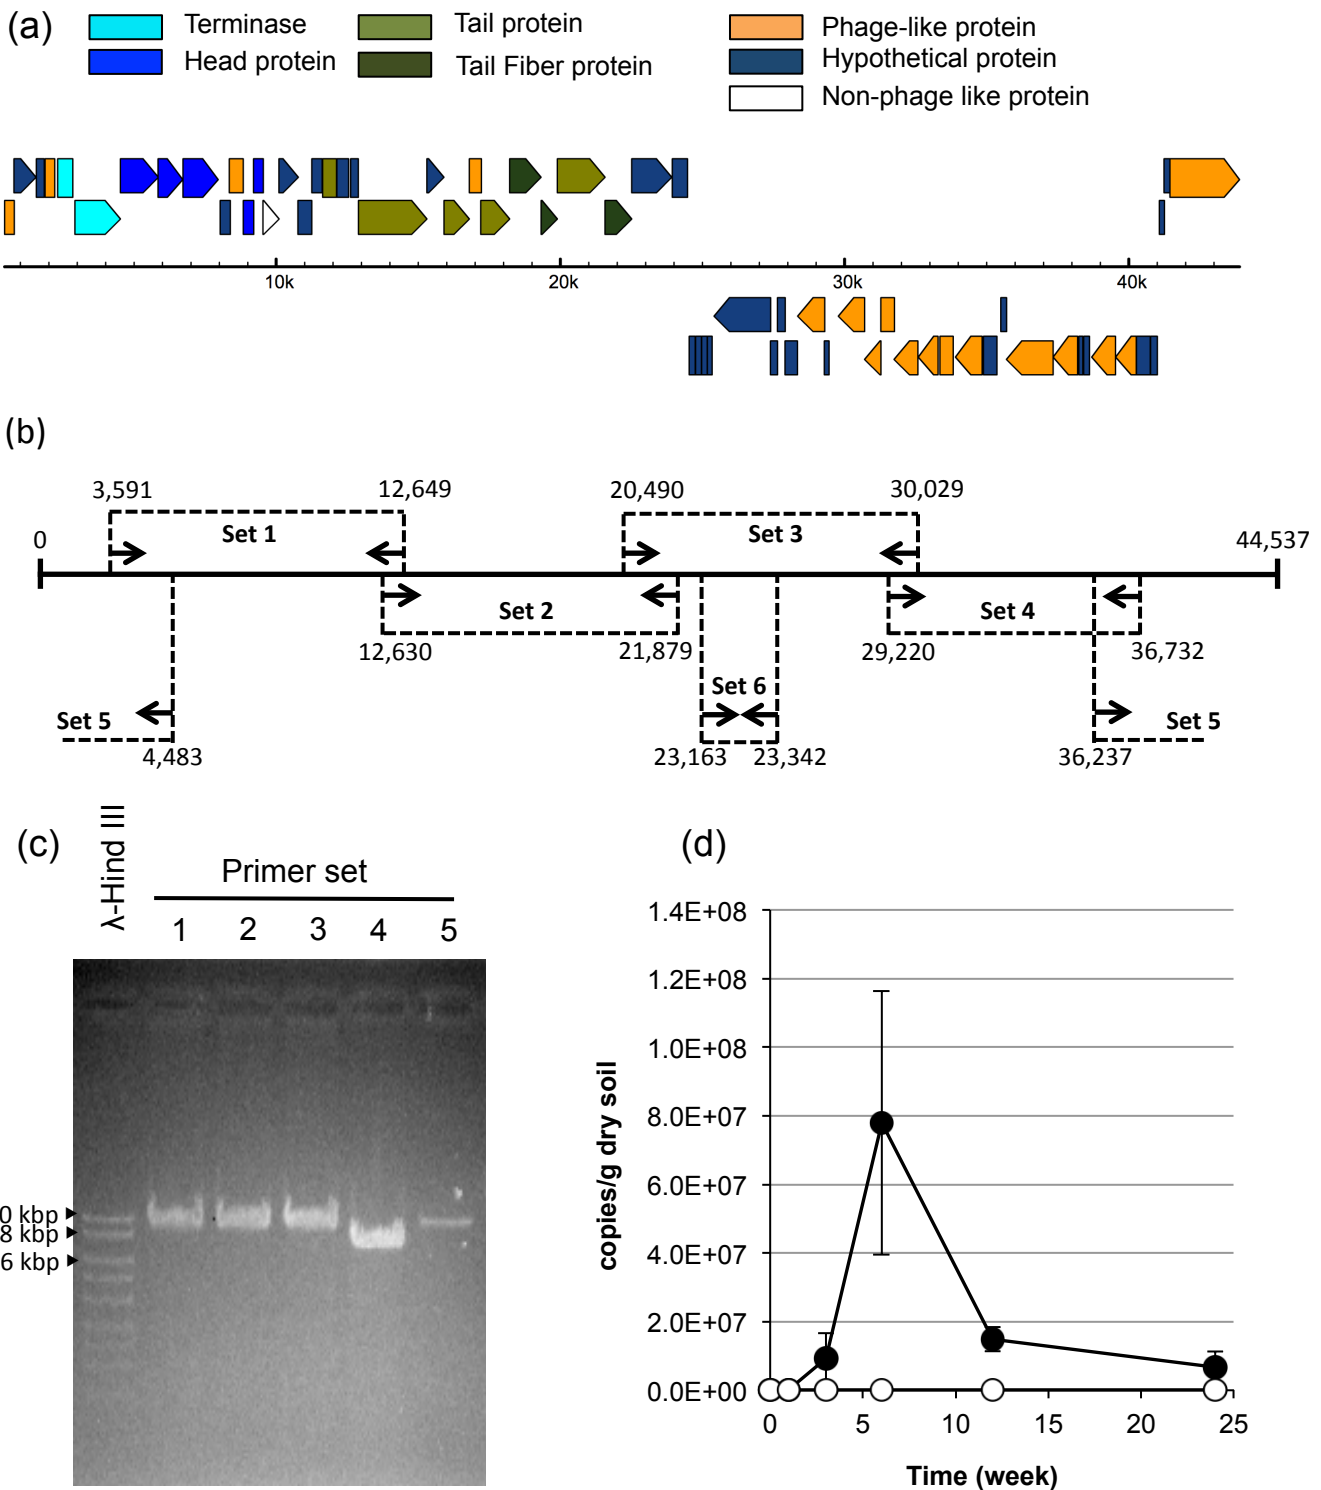 (a)
Terminase
Head protein
Tail protein
Tail Fiber protein
Phage-like protein
Hypothetical protein
Non-phage like protein
10k 20k 30k 40k
(b)
3,591 12,649 20,490 30,029
0 Set 1 Set 3 44,537
Set 2 Set 4
12,630 21,879 29,220 36,732
Set 6
Set 5 Set 5
4,483 23,163 23,342 36,237
(c)
λ-Hind III
Primer set
1 2 3 4 5
0 kbp
8 kbp
6 kbp
(d)
1.4E+08
1.2E+08
1.0E+08
8.0E+07
6.0E+07
4.0E+07
2.0E+07
0.0E+00
copies/g dry soil
0 5 10 15 20 25
Time (week)